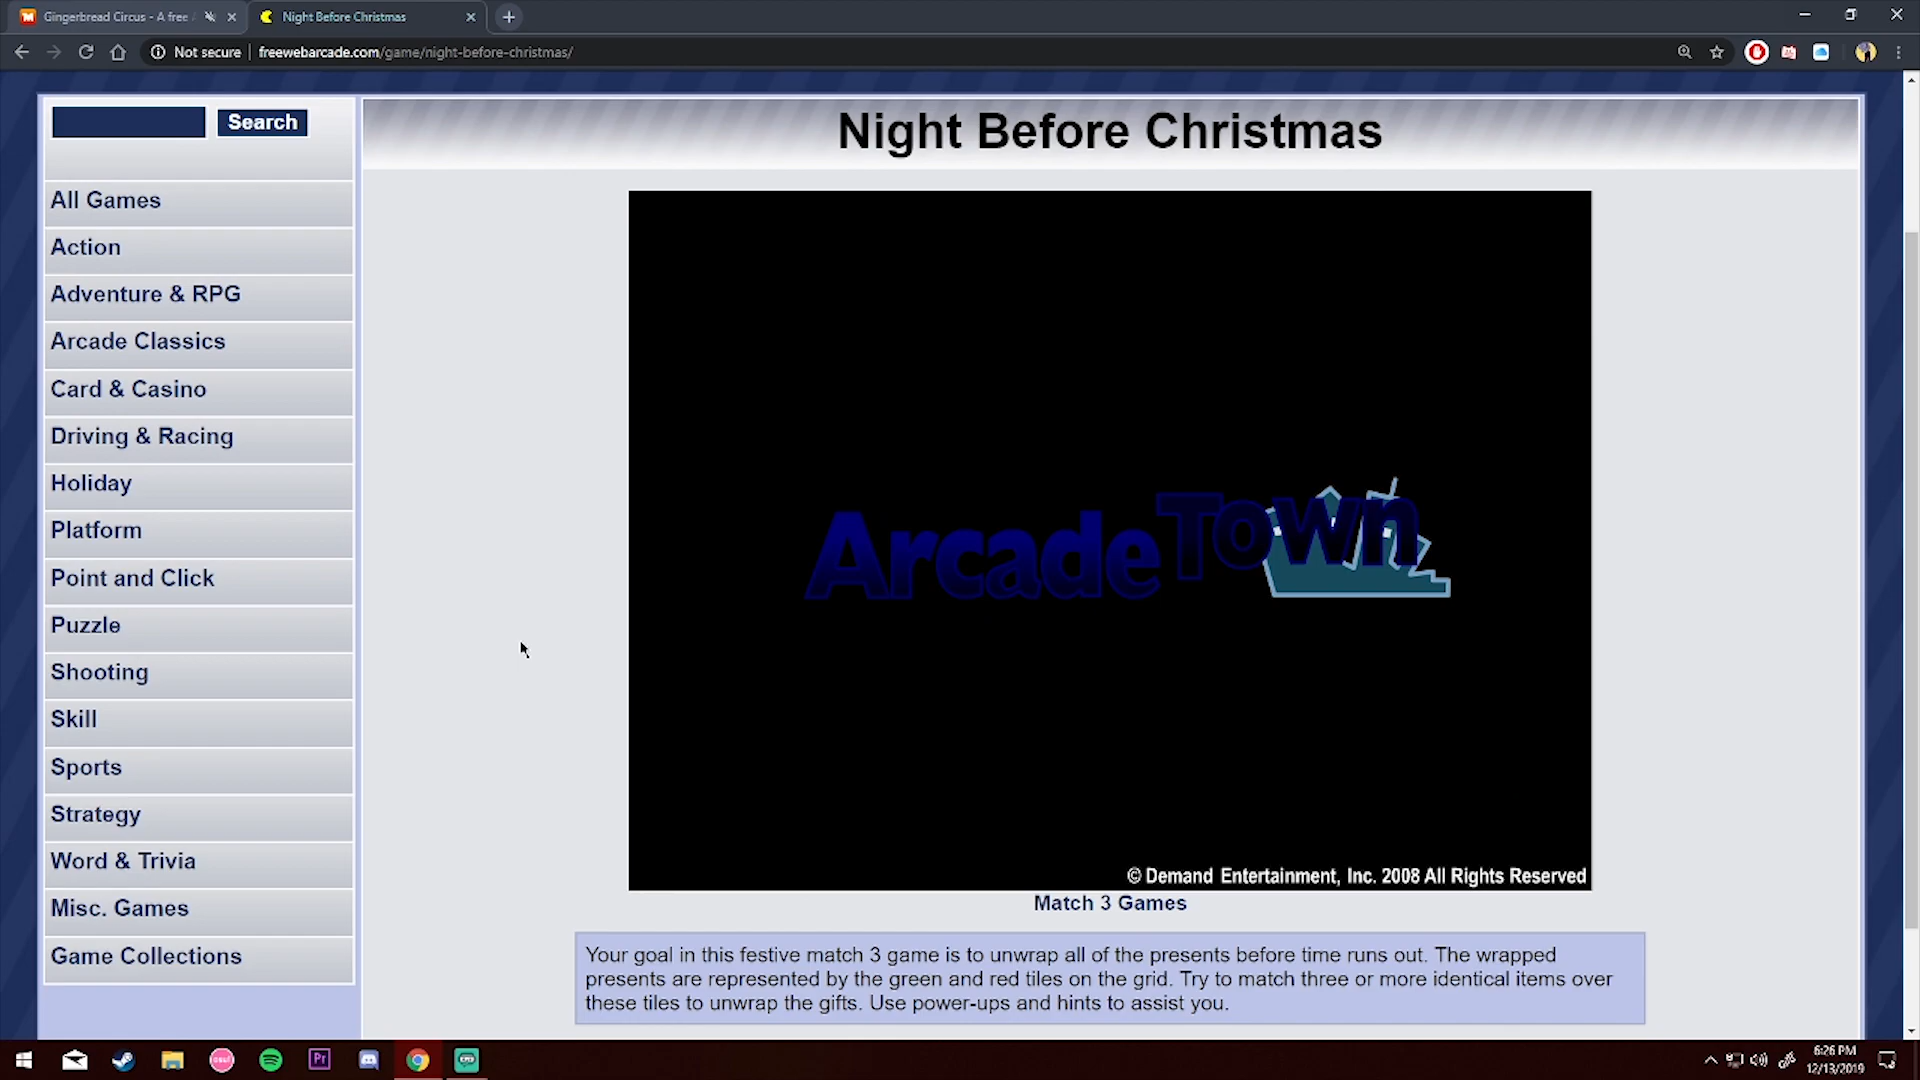 Gingerbread Circus - A free
Night Before Christmas
Not secure
freewebarcade.com/game/night-before-christmas/
Search
All Games
Action
Adventure & RPG
Arcade Classics
Card & Casino
Driving & Racing
Holiday
Platform
Point and Click
Puzzle
Shooting
Skill
Sports
Strategy
Word & Trivia
Misc. Games
Game Collections
Night Before Christmas
ArcadeTown
© Demand Entertainment, Inc. 2008 All Rights Reserved
Match 3 Games
Your goal in this festive match 3 game is to unwrap all of the presents before time runs out. The wrapped
presents are represented by the green and red tiles on the grid. Try to match three or more identical items over
these tiles to unwrap the gifts. Use power-ups and hints to assist you.
osu!
Pr
6:26 PM
12/13/2019